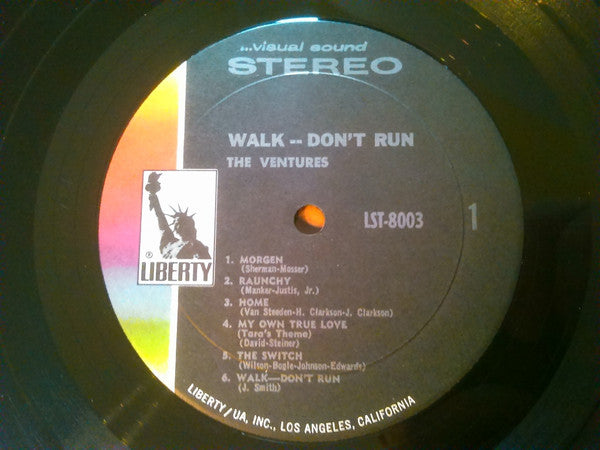 ...visual sound
STEREO
WALK -- DON'T RUN
THE VENTURES
LST-8003
1
® LIBERTY
1. MORGEN
(Sherman-Mosser)
2. RAUNCHY
(Manker-Justis, Jr.)
3. HOME
(Van Steeden-H. Clarkson-J. Clarkson)
4. MY OWN TRUE LOVE
(Tara's Theme)
(David-Steiner)
5. THE SWITCH
(Wilson-Bogle-Johnson-Edwards)
6. WALK—DON'T RUN
(J. Smith)
LIBERTY/UA, INC., LOS ANGELES, CALIFORNIA